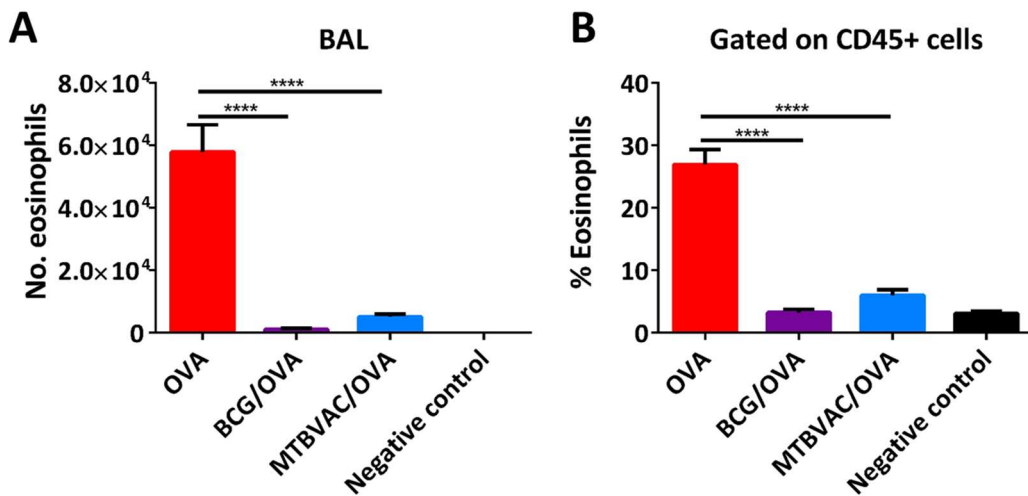 A
BAL
No. eosinophils
8.0×10⁴
6.0×10⁴
4.0×10⁴
2.0×10⁴
0
****
****
OVA
BCG/OVA
MTBVAC/OVA
Negative control
B
Gated on CD45+ cells
% Eosinophils
40
30
20
10
0
****
****
OVA
BCG/OVA
MTBVAC/OVA
Negative control